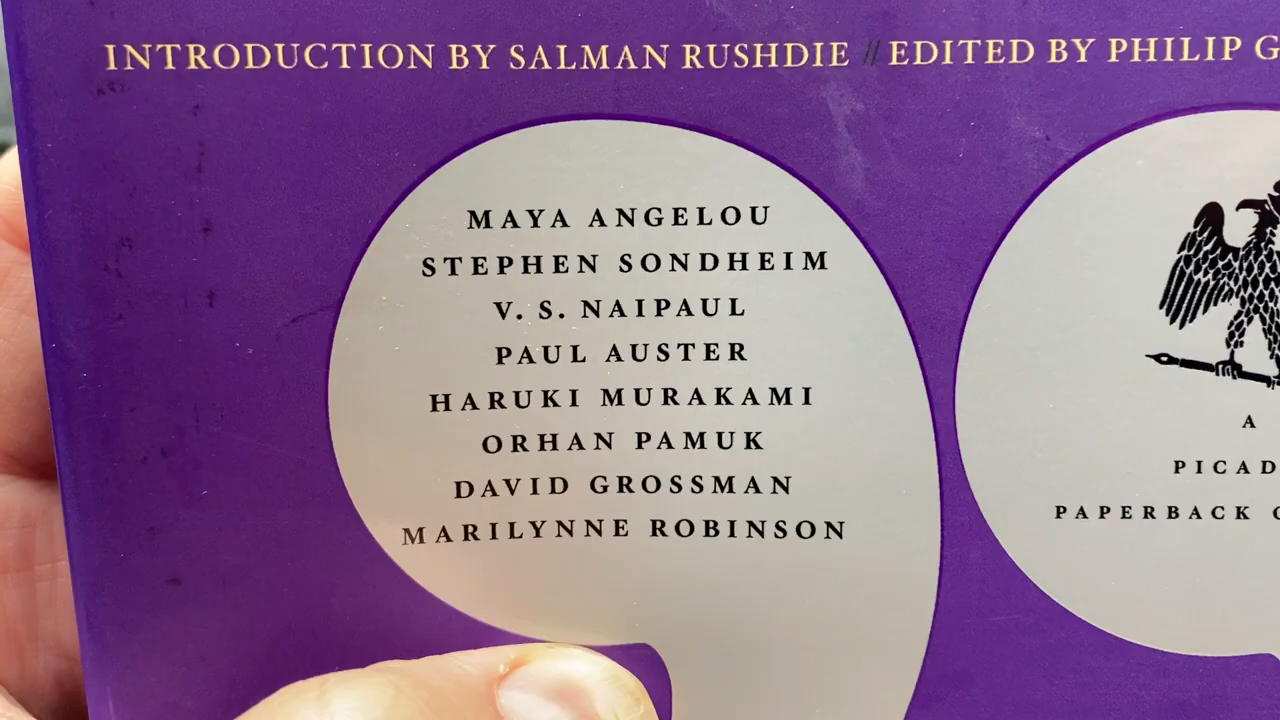 INTRODUCTION BY SALMAN RUSHDIE // EDITED BY PHILIP G
MAYA ANGELOU
STEPHEN SONDHEIM
V. S. NAIPAUL
PAUL AUSTER
HARUKI MURAKAMI
ORHAN PAMUK
DAVID GROSSMAN
MARILYNNE ROBINSON
A
PICAD
PAPERBACK